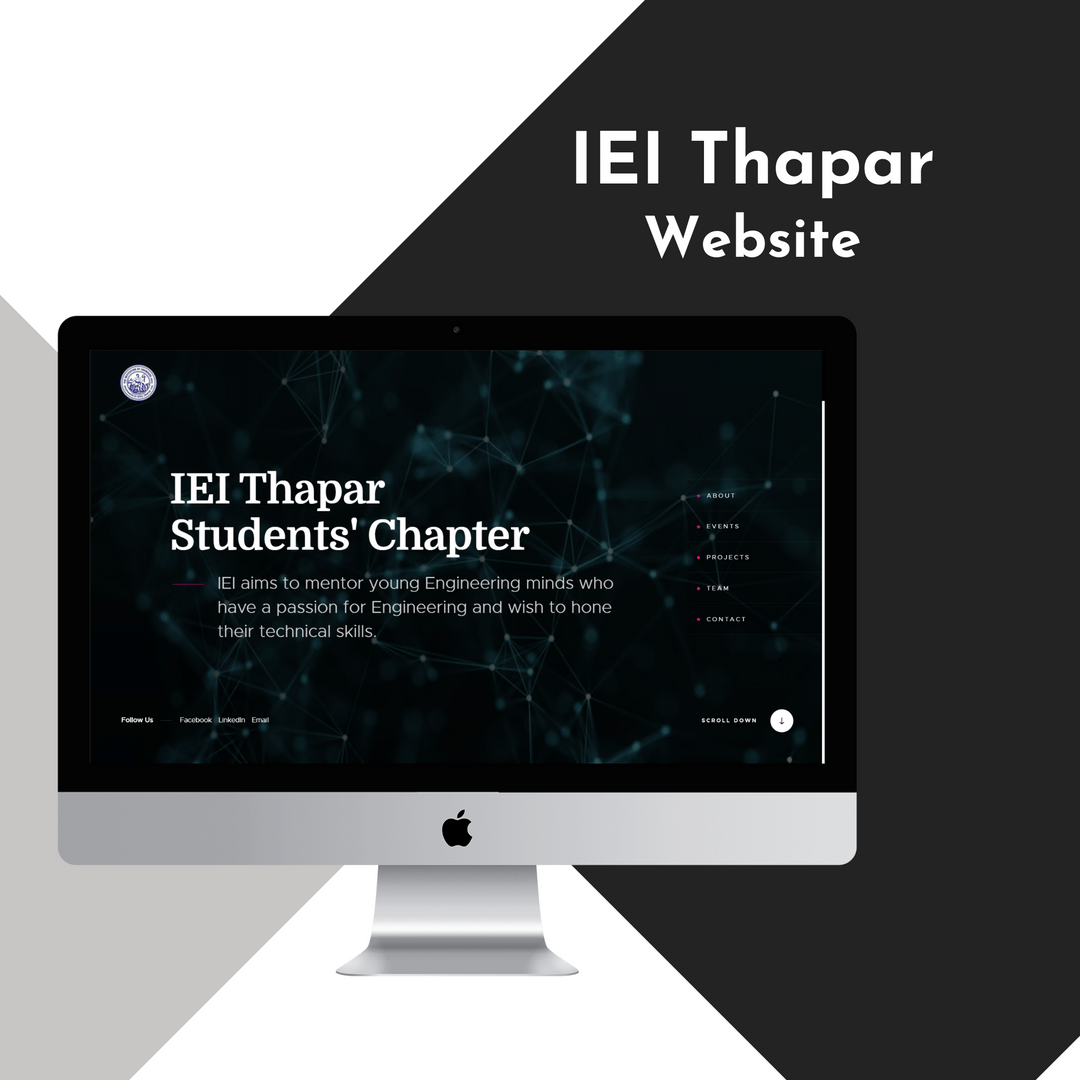 IEI Thapar
Website
IEI Thapar
Students' Chapter
IEI aims to mentor young Engineering minds who
have a passion for Engineering and wish to hone
their technical skills.
ABOUT
EVENTS
PROJECTS
TEAM
CONTACT
Follow Us Facebook LinkedIn Email
SCROLL DOWN